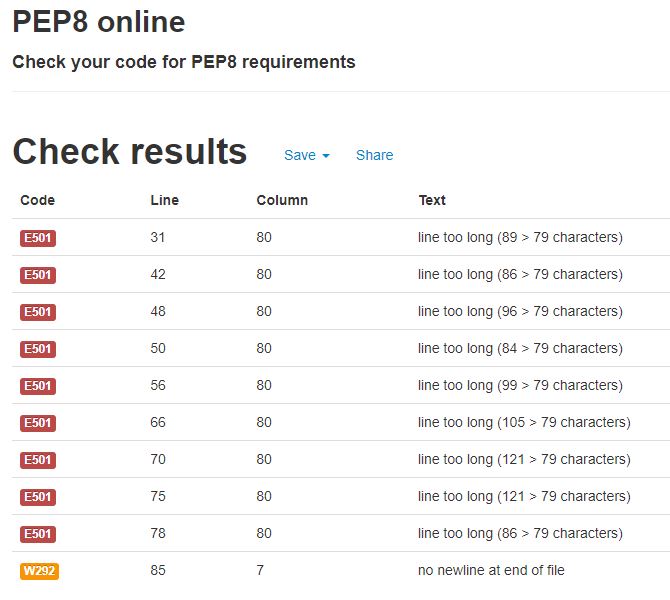 PEP8 online
Check your code for PEP8 requirements
Check results Save Share
Code Line Column Text
E501 31 80 line too long (89 > 79 characters)
E501 42 80 line too long (86 > 79 characters)
E501 48 80 line too long (96 > 79 characters)
E501 50 80 line too long (84 > 79 characters)
E501 56 80 line too long (99 > 79 characters)
E501 66 80 line too long (105 > 79 characters)
E501 70 80 line too long (121 > 79 characters)
E501 75 80 line too long (121 > 79 characters)
E501 78 80 line too long (86 > 79 characters)
W292 85 7 no newline at end of file